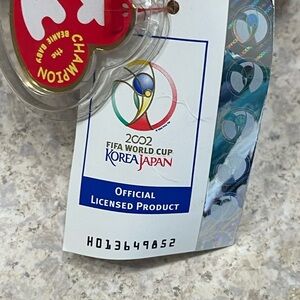 CHAMPION
the
BEANIE BABY
2002
FIFA WORLD CUP
KOREA JAPAN
OFFICIAL
LICENSED PRODUCT
H013649852